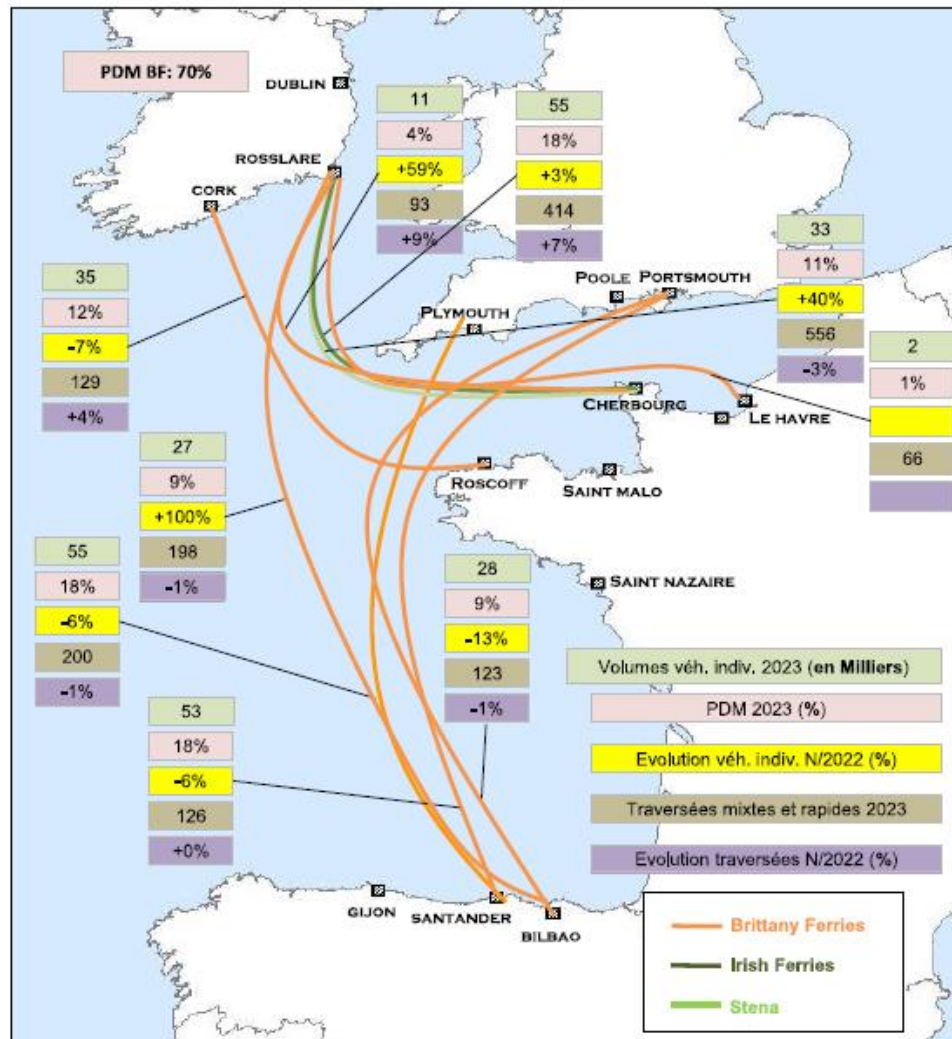 PDM BF: 70%
DUBLIN
ROSSLARE
CORK
11
4%
+59%
93
+9%
55
18%
+3%
414
+7%
33
11%
+40%
556
-3%
2
1%
66
35
12%
-7%
129
+4%
POOLE
PORTSMOUTH
PLYMOUTH
CHERBOURG
LE HAVRE
ROSCOFF
SAINT MALO
SAINT NAZAIRE
27
9%
+100%
198
-1%
55
18%
-6%
200
-1%
28
9%
-13%
123
-1%
53
18%
-6%
126
+0%
Volumes véh. indiv. 2023 (en Milliers)
PDM 2023 (%)
Evolution véh. indiv. N/2022 (%)
Traversées mixtes et rapides 2023
Evolution traversées N/2022 (%)
GIJON
SANTANDER
BILBAO
Brittany Ferries
Irish Ferries
Stena